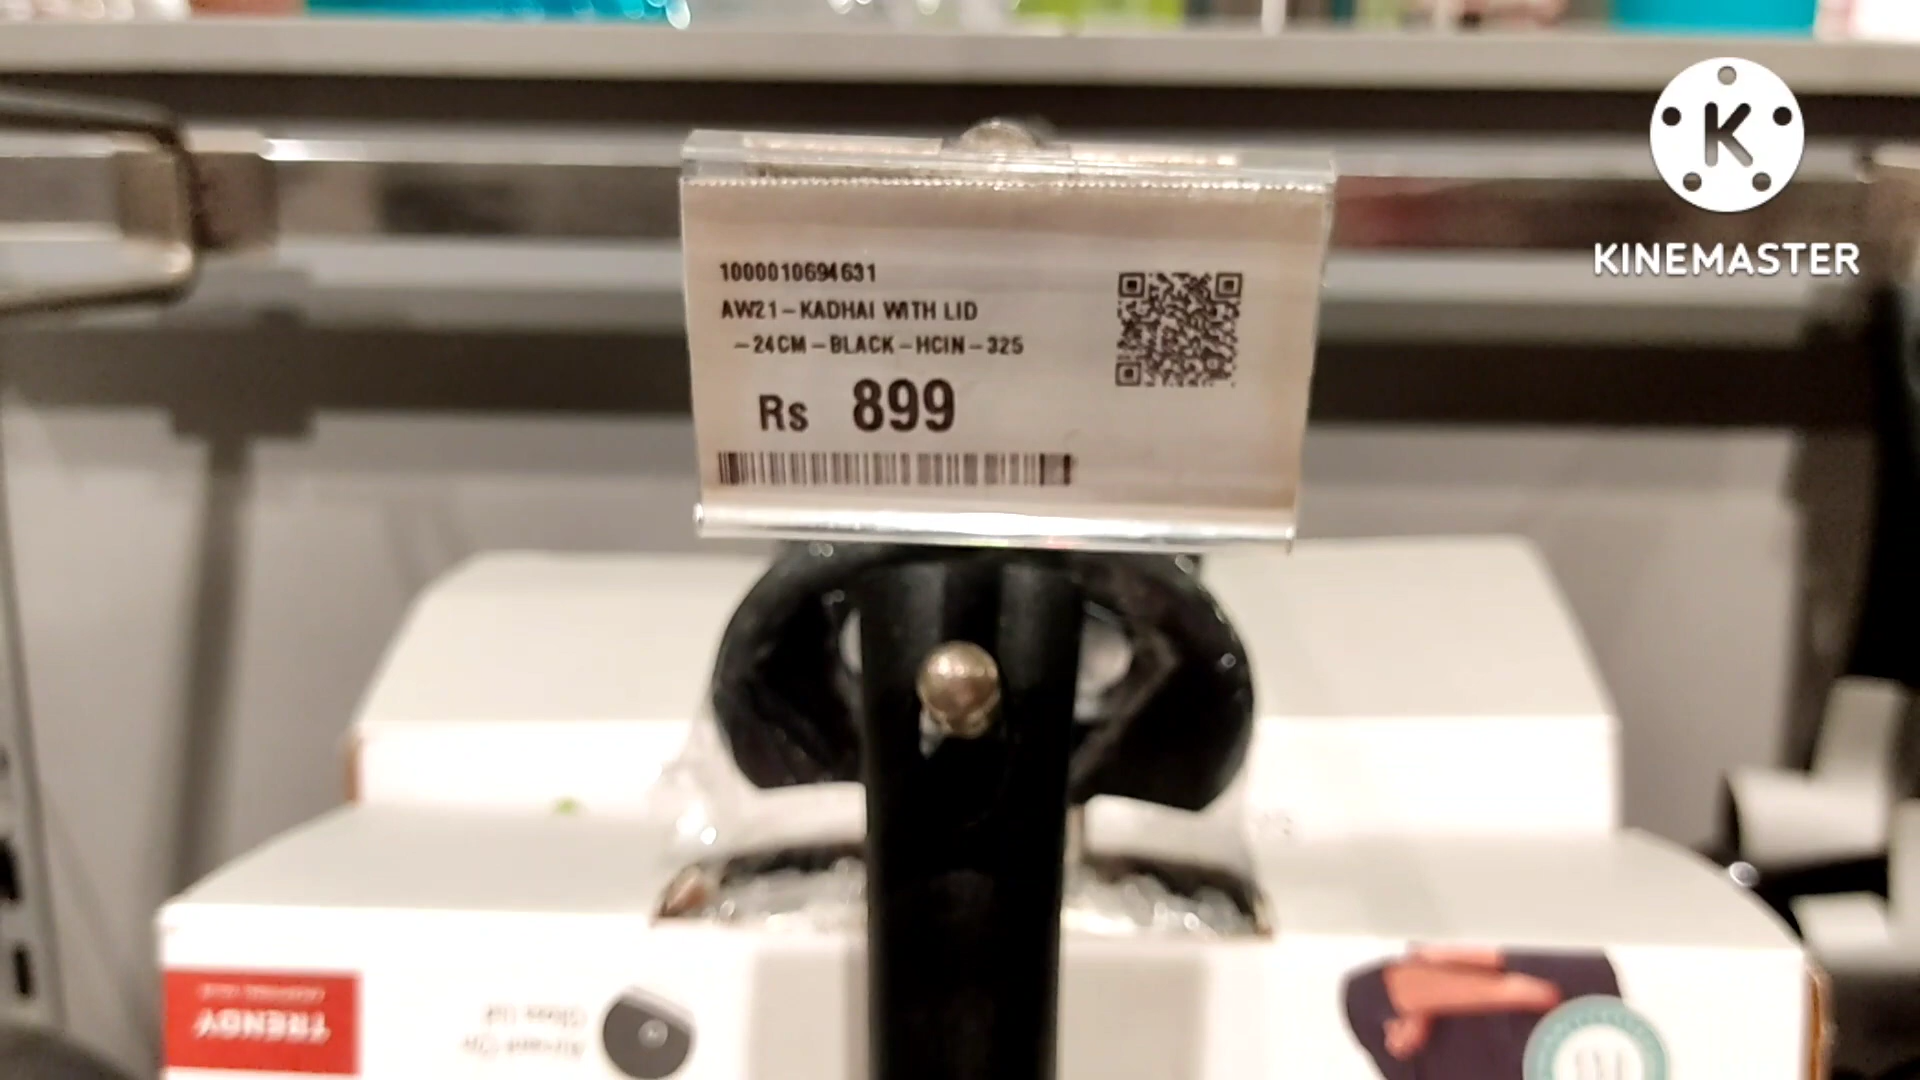 K
KINEMASTER
1000010694631
AW21-KADHAI WITH LID
-24CM-BLACK-HCIN-325
Rs 899
TRENDY